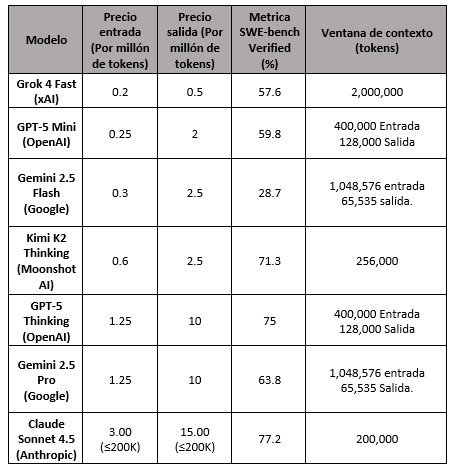 Modelo
Precio
entrada
(Por millón
de tokens)
Precio
salida (Por
millón de
tokens)
Metrica
SWE-bench
Verified
(%)
Ventana de contexto
(tokens)
Grok 4 Fast
(xAI)
0.2
0.5
57.6
2,000,000
GPT-5 Mini
(OpenAI)
0.25
2
59.8
400,000 Entrada
128,000 Salida
Gemini 2.5
Flash
(Google)
0.3
2.5
28.7
1,048,576 entrada
65,535 salida.
Kimi K2
Thinking
(Moonshot
AI)
0.6
2.5
71.3
256,000
GPT-5
Thinking
(OpenAI)
1.25
10
75
400,000 Entrada
128,000 Salida
Gemini 2.5
Pro
(Google)
1.25
10
63.8
1,048,576 entrada
65,535 Salida.
Claude
Sonnet 4.5
(Anthropic)
3.00
(≤200K)
15.00
(≤200K)
77.2
200,000